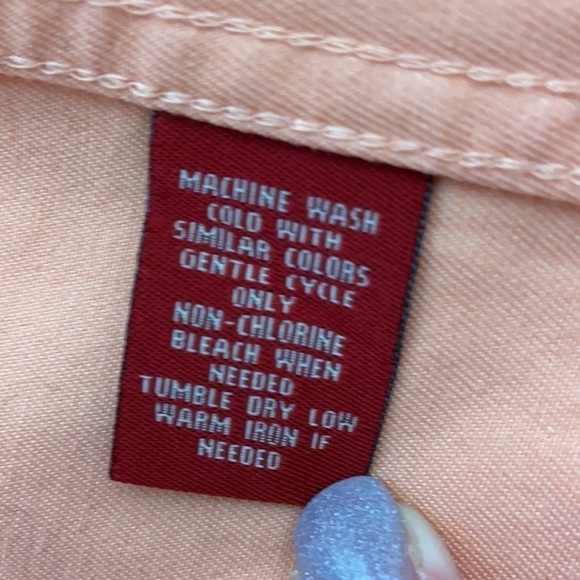 MACHINE WASH
COLD WITH
SIMILAR COLORS
GENTLE CYCLE
ONLY
NON-CHLORINE
BLEACH WHEN
NEEDED
TUMBLE DRY LOW
WARM IRON IF
NEEDED